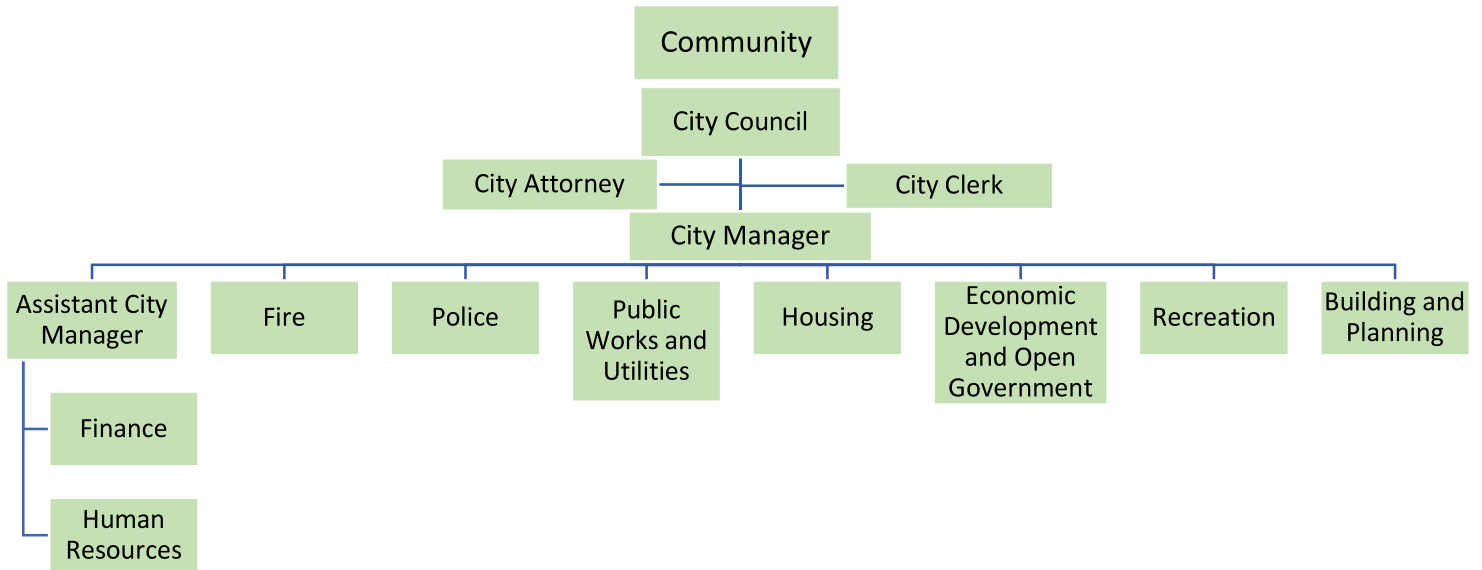 Community
City Council
City Attorney
City Clerk
City Manager
Assistant City
Manager
Fire
Police
Public
Works and
Utilities
Housing
Economic
Development
and Open
Government
Recreation
Building and
Planning
Finance
Human
Resources